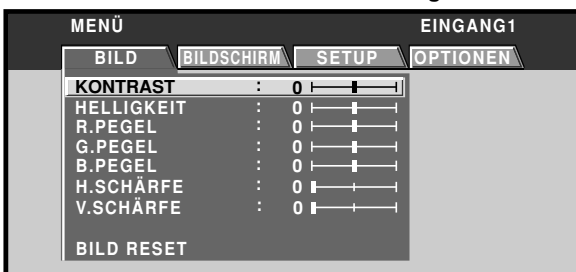 MENÜ EINGANG1
BILD BILDSCHIRM SETUP OPTIONEN
KONTRAST : 0
HELLIGKEIT : 0
R.PEGEL : 0
G.PEGEL : 0
B.PEGEL : 0
H.SCHÄRFE : 0
V.SCHÄRFE : 0
BILD RESET